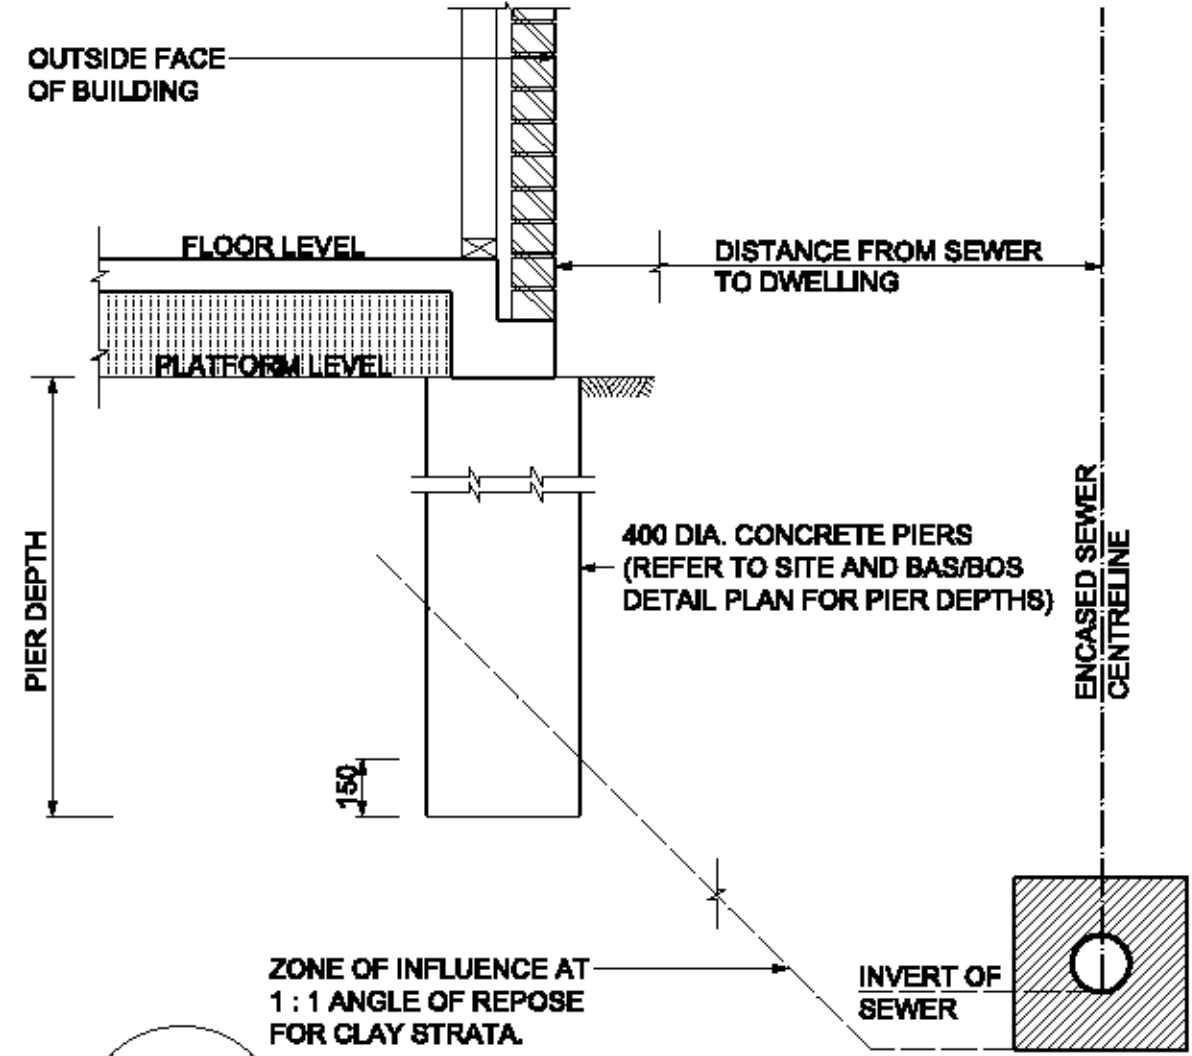 OUTSIDE FACE
OF BUILDING
FLOOR LEVEL
DISTANCE FROM SEWER
TO DWELLING
PLATFORM LEVEL
PIER DEPTH
400 DIA. CONCRETE PIERS
(REFER TO SITE AND BAS/BOS
DETAIL PLAN FOR PIER DEPTHS)
ENCASED SEWER
CENTRELINE
150
ZONE OF INFLUENCE AT
1 : 1 ANGLE OF REPOSE
FOR CLAY STRATA.
INVERT OF
SEWER